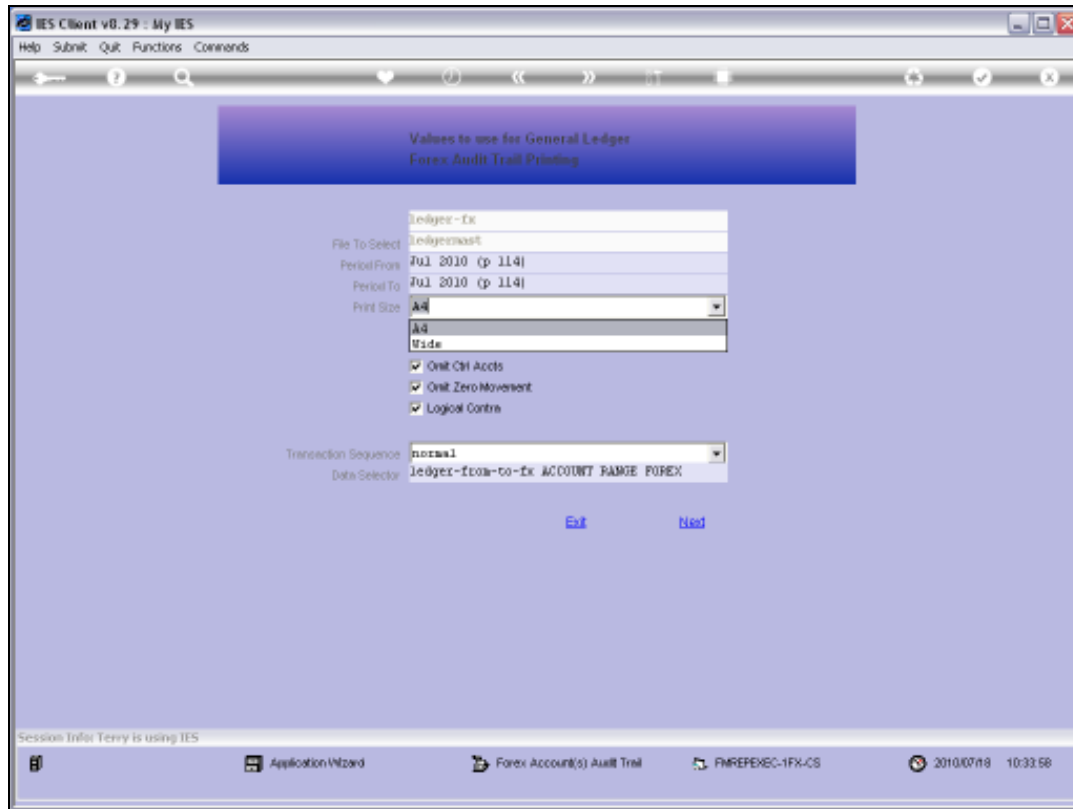 IES Client v8.29 : My IES
Help Submit Quit Functions Commands
Values to use for General Ledger
Forex Audit Trail Printing
ledger-fx
File To Select ledgermast
Period From Jul 2010 (p 114)
Period To Jul 2010 (p 114)
Print Size A4
A4
Wide
Omit Ctrl Accts
Omit Zero Movement
Logical Contra
Transaction Sequence normal
Data Selector ledger-from-to-fx ACCOUNT RANGE FOREX
Exit Next
Session Info: Terry is using IES
Application Wizard Forex Account(s) Audit Trail FMREPEXEC-1FX-CS 2010/07/18 10:33:58